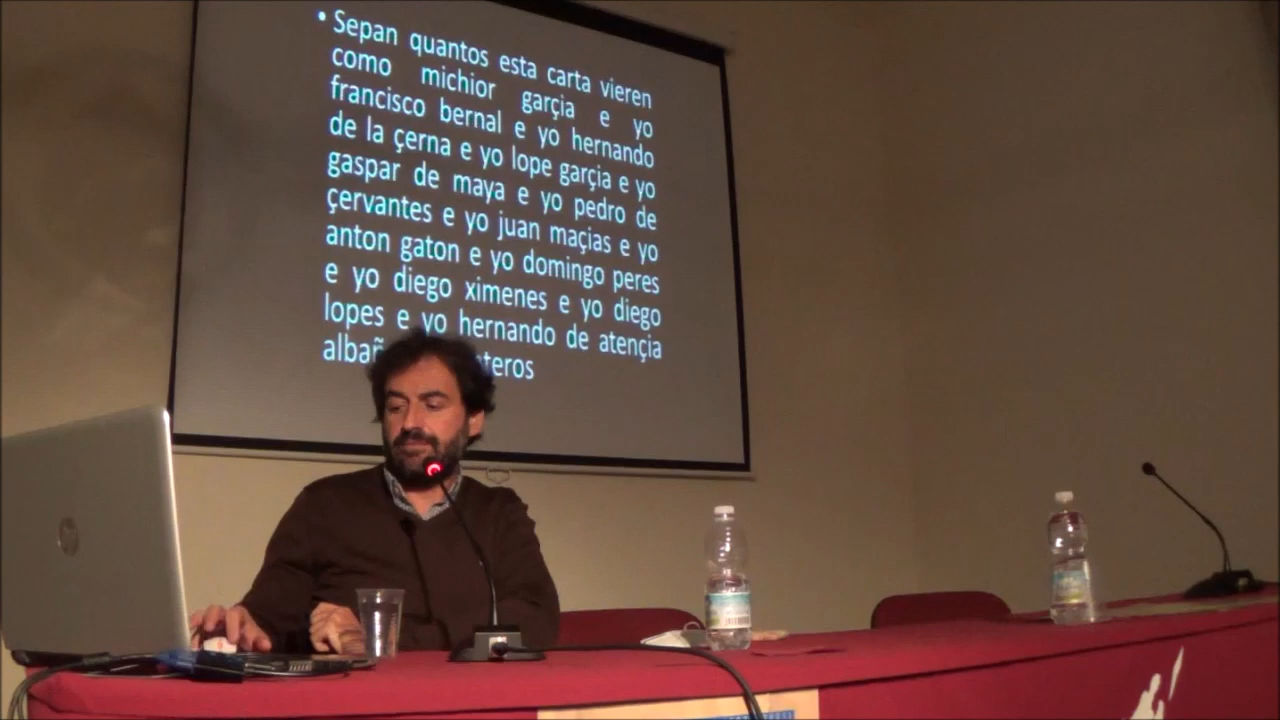 • Sepan quantos esta carta vieren
como michior garçia e yo
francisco bernal e yo hernando
de la çerna e yo lope garçia e yo
gaspar de maya e yo pedro de
çervantes e yo juan maçias e yo
anton gaton e yo domingo peres
e yo diego ximenes e yo diego
lopes e yo hernando de atençia